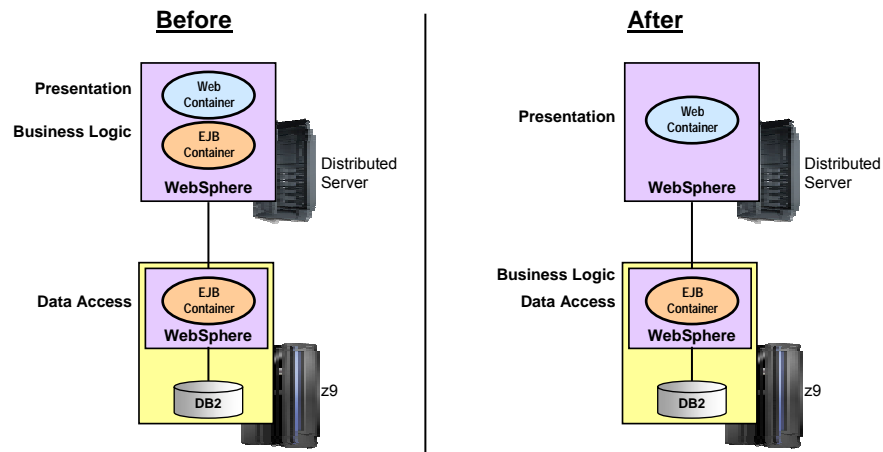 Before
Presentation
Web
Container
Business Logic
EJB
Container
WebSphere
Distributed
Server
Data Access
EJB
Container
WebSphere
DB2
z9
After
Presentation
Web
Container
WebSphere
Distributed
Server
Business Logic
Data Access
EJB
Container
WebSphere
DB2
z9